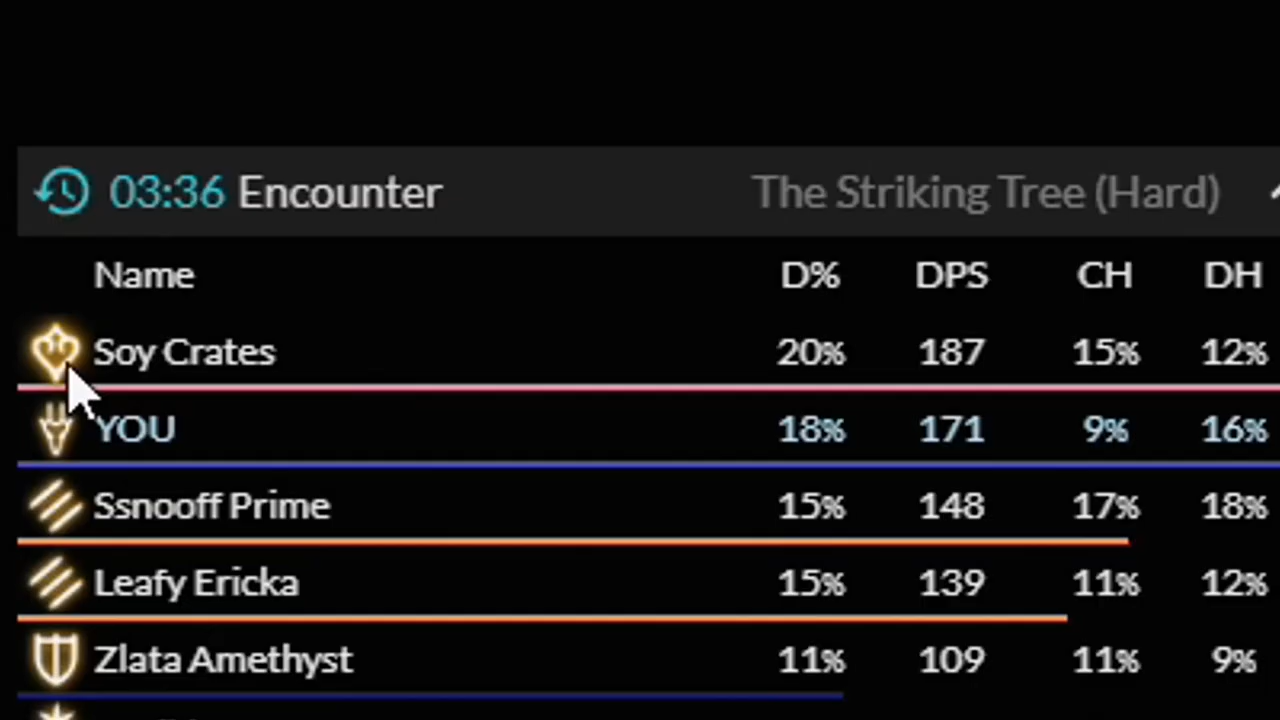 03:36 Encounter The Striking Tree (Hard)
Name D% DPS CH DH
Soy Crates 20% 187 15% 12%
YOU 18% 171 9% 16%
Ssnooff Prime 15% 148 17% 18%
Leafy Ericka 15% 139 11% 12%
Zlata Amethyst 11% 109 11% 9%